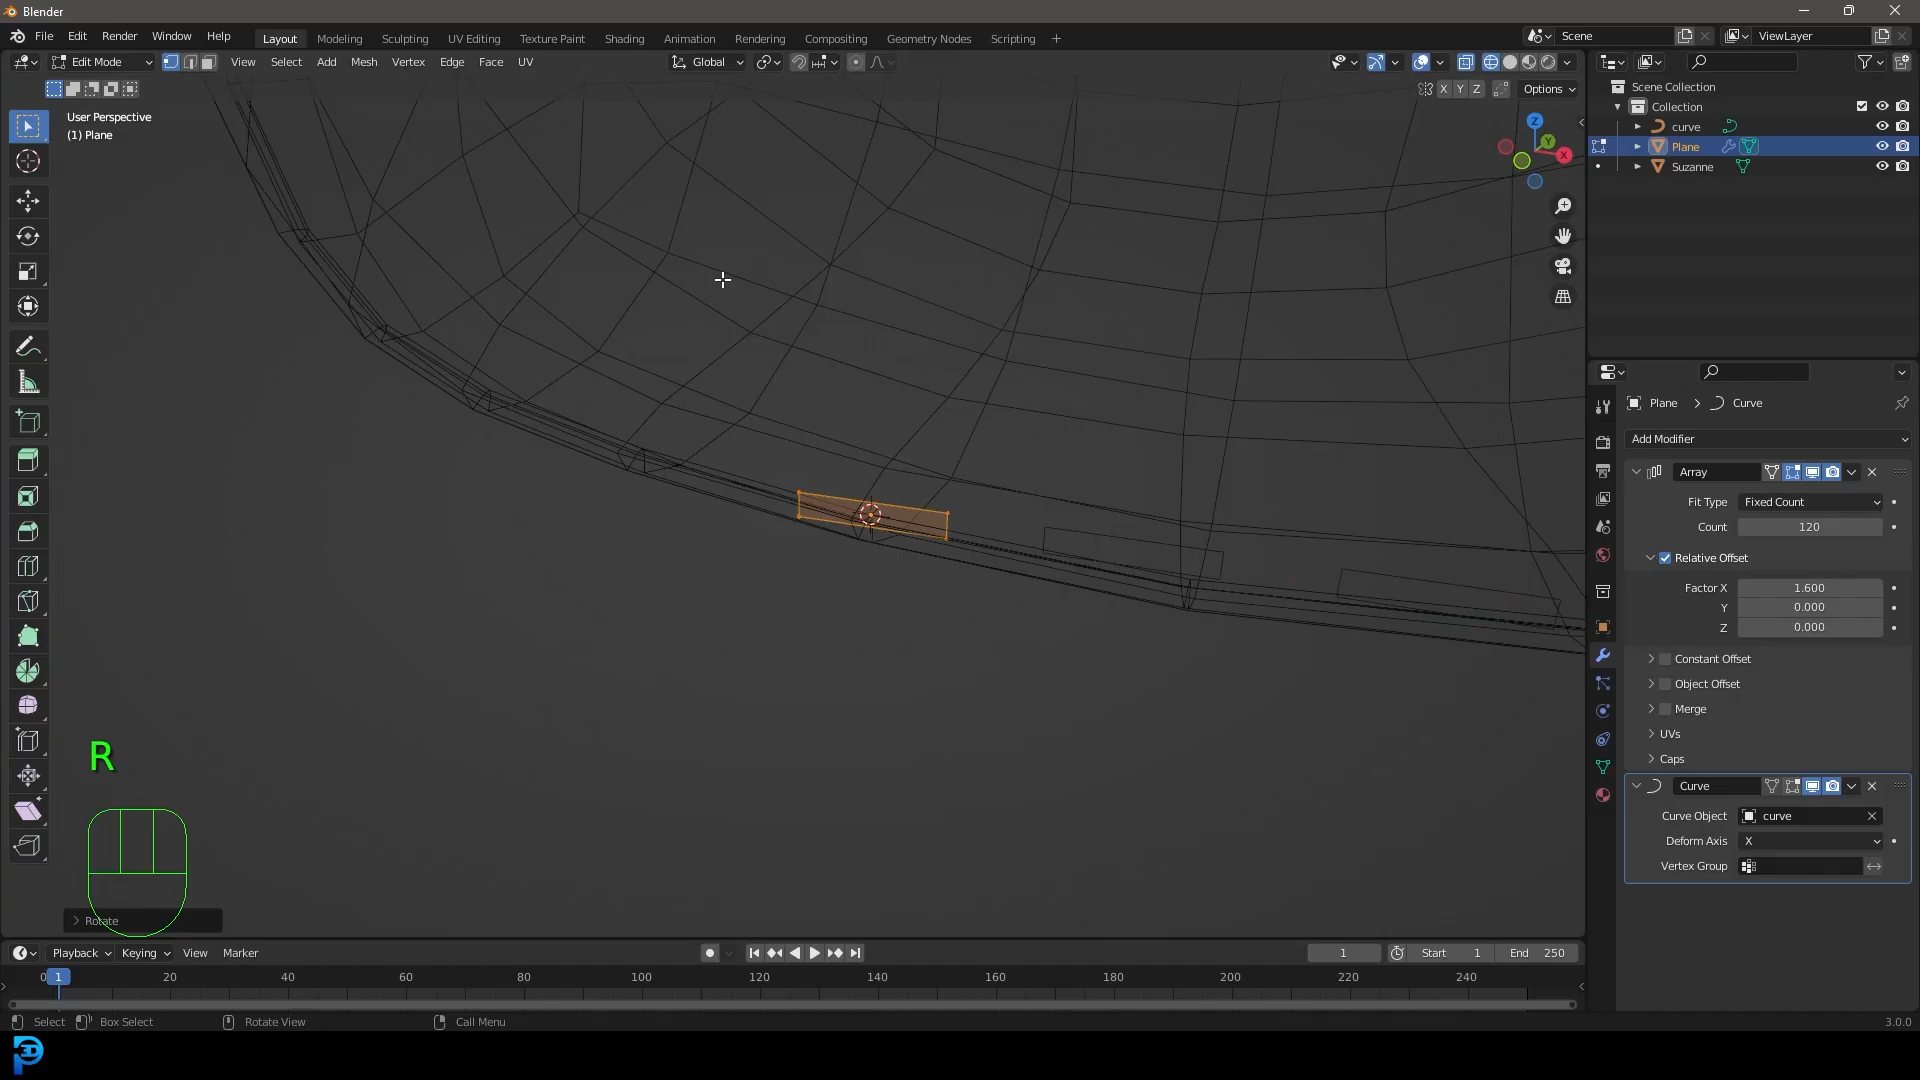 Blender
File Edit Render Window Help
Layout Modeling Sculpting UV Editing Texture Paint Shading Animation Rendering Compositing Geometry Nodes Scripting +
Scene
ViewLayer
Edit Mode
View Select Add Mesh Vertex Edge Face UV
Global
X Y Z
Options
User Perspective
(1) Plane
Z
Y
X
Scene Collection
Collection
curve
Plane
Suzanne
Plane > Curve
Add Modifier
Array
Fit Type Fixed Count
Count 120
Relative Offset
Factor X 1.600
Y 0.000
Z 0.000
Constant Offset
Object Offset
Merge
UVs
Caps
Curve
Curve Object curve
Deform Axis X
Vertex Group
R
Rotate
Playback Keying View Marker
1
Start 1 End 250
0 1 20 40 60 80 100 120 140 160 180 200 220 240
Select Box Select Rotate View Call Menu
3.0.0
3D